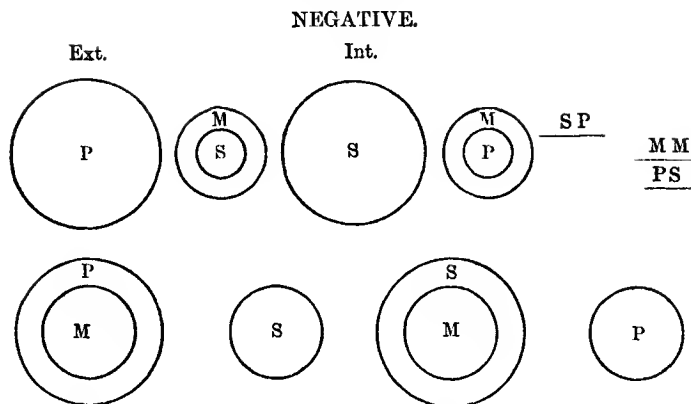 NEGATIVE.
Ext. Int.
P M S S M P S P
M M
P S
P S
M S M P